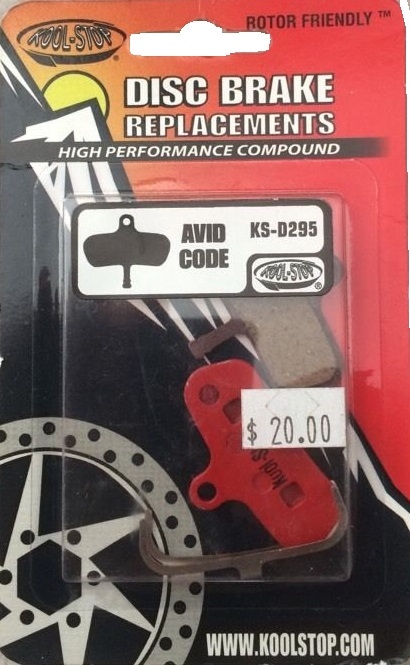 KOOL-STOP®
ROTOR FRIENDLY™
DISC BRAKE
REPLACEMENTS
HIGH PERFORMANCE COMPOUND
AVID
CODE
KS-D295
KOOL-STOP®
$ 20.00
Kool-S
WWW.KOOLSTOP.COM